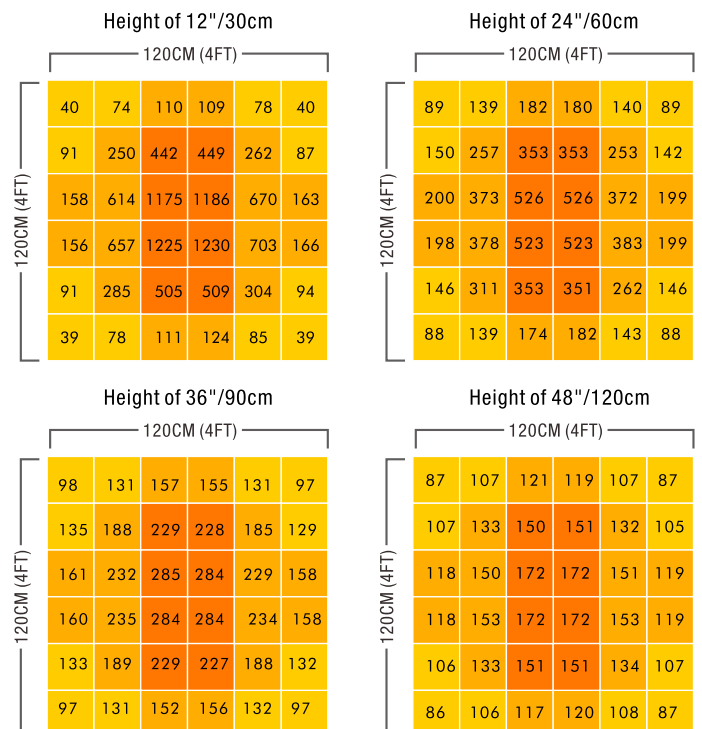 Height of 12"/30cm
120CM (4FT)
120CM (4FT)
40 74 110 109 78 40
91 250 442 449 262 87
158 614 1175 1186 670 163
156 657 1225 1230 703 166
91 285 505 509 304 94
39 78 111 124 85 39
Height of 24"/60cm
120CM (4FT)
120CM (4FT)
89 139 182 180 140 89
150 257 353 353 253 142
200 373 526 526 372 199
198 378 523 523 383 199
146 311 353 351 262 146
88 139 174 182 143 88
Height of 36"/90cm
120CM (4FT)
120CM (4FT)
98 131 157 155 131 97
135 188 229 228 185 129
161 232 285 284 229 158
160 235 284 284 234 158
133 189 229 227 188 132
97 131 152 156 132 97
Height of 48"/120cm
120CM (4FT)
120CM (4FT)
87 107 121 119 107 87
107 133 150 151 132 105
118 150 172 172 151 119
118 153 172 172 153 119
106 133 151 151 134 107
86 106 117 120 108 87